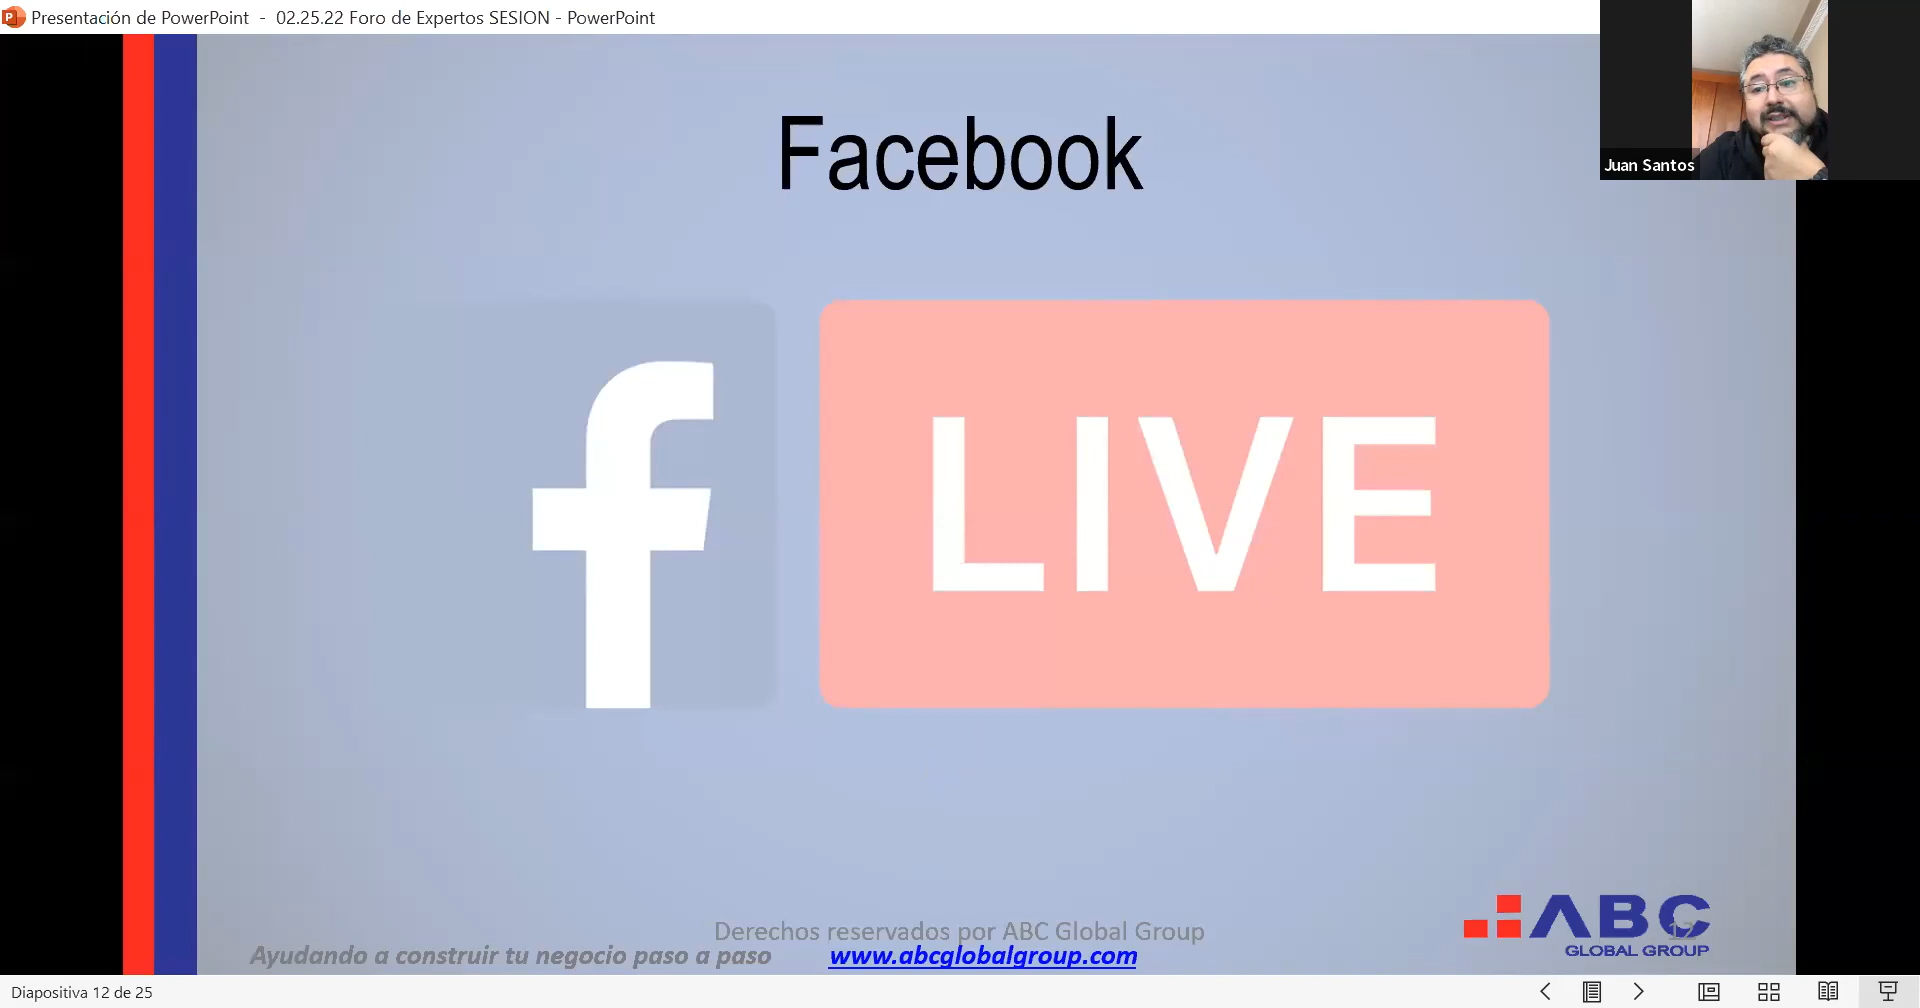 Presentación de PowerPoint - 02.25.22 Foro de Expertos SESION - PowerPoint
Juan Santos
Facebook
f LIVE
Derechos reservados por ABC Global Group
Ayudando a construir tu negocio paso a paso www.abcglobalgroup.com
ABC
12
GLOBAL GROUP
Diapositiva 12 de 25